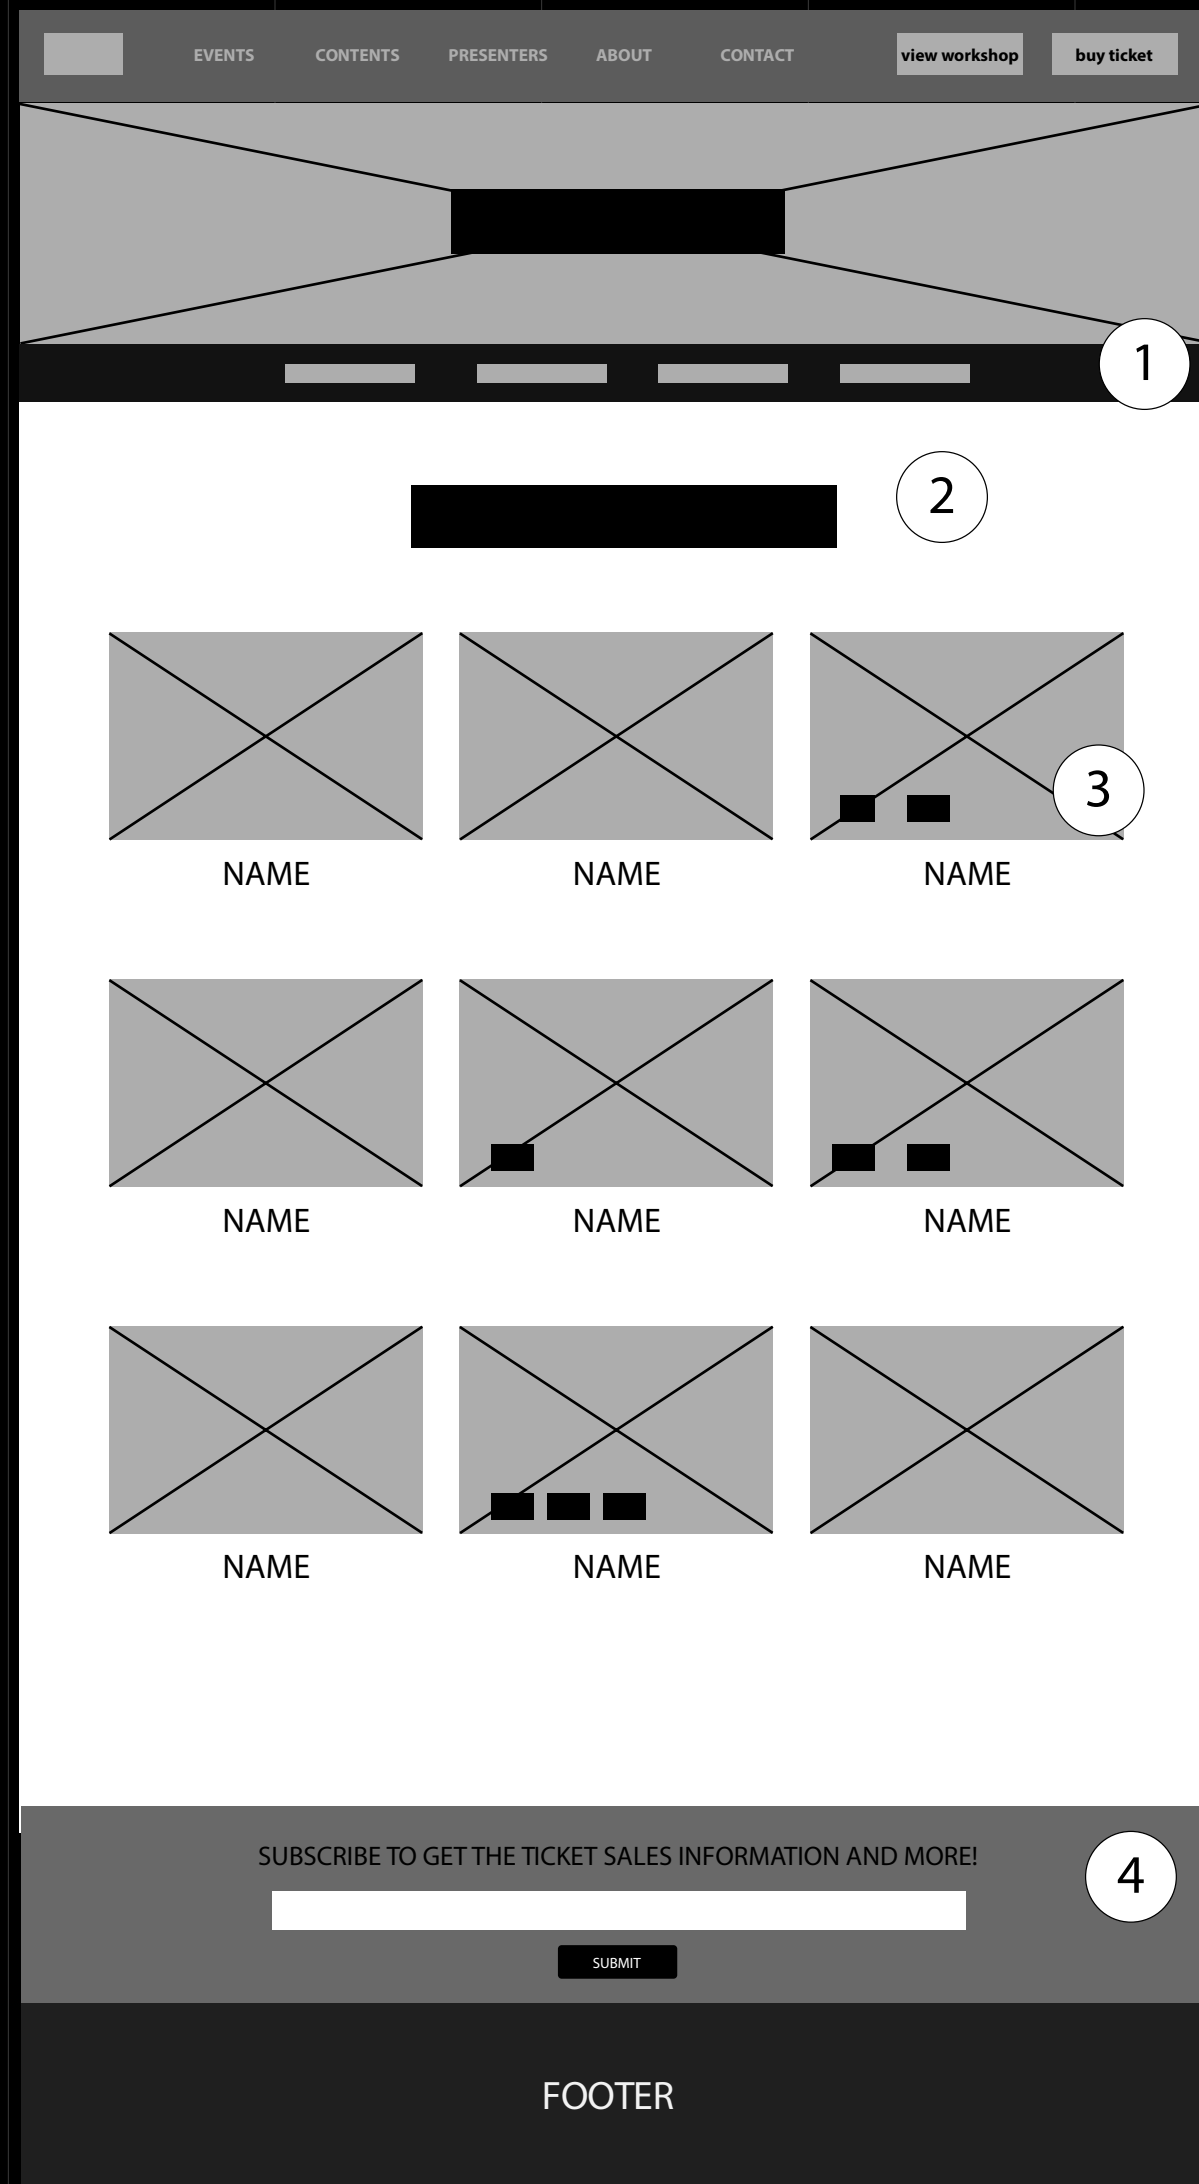 EVENTS CONTENTS PRESENTERS ABOUT CONTACT view workshop buy ticket
1
2
3
NAME NAME NAME
NAME NAME NAME
NAME NAME NAME
SUBSCRIBE TO GET THE TICKET SALES INFORMATION AND MORE!
4
SUBMIT
FOOTER